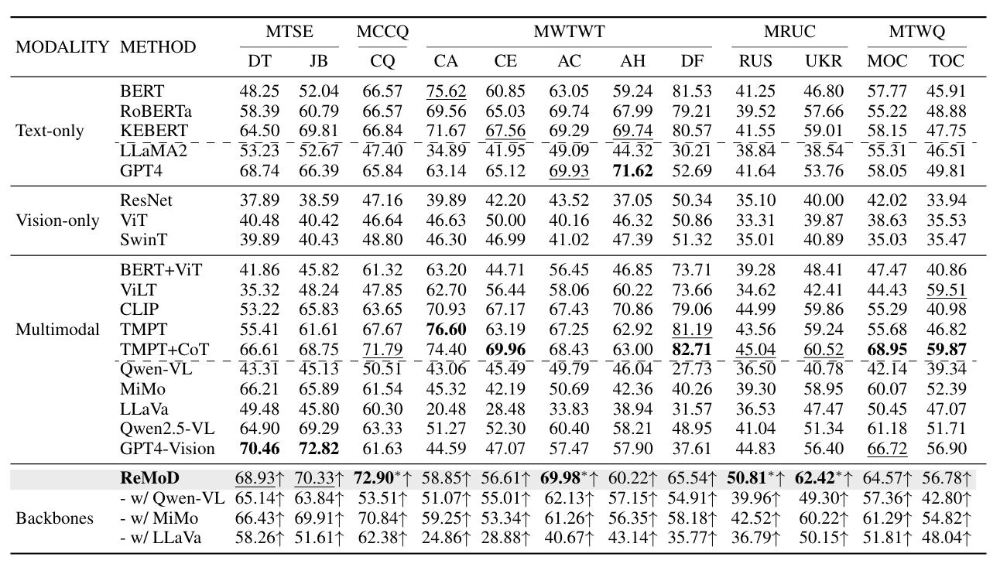 MODALITY METHOD MTSE MCCQ MWTWT MRUC MTWQ
DT JB CQ CA CE AC AH DF RUS UKR MOC TOC
BERT 48.25 52.04 66.57 75.62 60.85 63.05 59.24 81.53 41.25 46.80 57.77 45.91
RoBERTa 58.39 60.79 66.57 69.56 65.03 69.74 67.99 79.21 39.52 57.66 55.22 48.88
Text-only KEBERT 64.50 69.81 66.84 71.67 67.56 69.29 69.74 80.57 41.55 59.01 58.15 47.75
LLaMA2 53.23 52.67 47.40 34.89 41.95 49.09 44.32 30.21 38.84 38.54 55.31 46.51
GPT4 68.74 66.39 65.84 63.14 65.12 69.93 71.62 52.69 41.64 53.76 58.05 49.81
ResNet 37.89 38.59 47.16 39.89 42.20 43.52 37.05 50.34 35.10 40.00 42.02 33.94
Vision-only ViT 40.48 40.42 46.64 46.63 50.00 40.16 46.32 50.86 33.31 39.87 38.63 35.53
SwinT 39.89 40.43 48.80 46.30 46.99 41.02 47.39 51.32 35.01 40.89 35.03 35.47
BERT+ViT 41.86 45.82 61.32 63.20 44.71 56.45 46.85 73.71 39.28 48.41 47.47 40.86
ViLT 35.32 48.24 47.85 62.70 56.44 58.06 60.22 73.66 34.62 42.41 44.43 59.51
CLIP 53.22 65.83 63.65 70.93 67.17 67.43 70.86 79.06 44.99 59.86 55.29 40.98
Multimodal TMPT 55.41 61.61 67.67 76.60 63.19 67.25 62.92 81.19 43.56 59.24 55.68 46.82
TMPT+CoT 66.61 68.75 71.79 74.40 69.96 68.43 63.00 82.71 45.04 60.52 68.95 59.87
Qwen-VL 43.31 45.13 50.51 43.06 45.49 49.79 46.04 27.73 36.50 40.78 42.14 39.34
MiMo 66.21 65.89 61.54 45.32 42.19 50.69 42.36 40.26 39.30 58.95 60.07 52.39
LLaVa 49.48 45.80 60.30 20.48 28.48 33.83 38.94 31.57 36.53 47.47 50.45 47.07
Qwen2.5-VL 64.90 69.29 63.33 51.27 52.30 60.40 58.21 48.95 41.04 51.34 61.18 51.71
GPT4-Vision 70.46 72.82 61.63 44.59 47.07 57.47 57.90 37.61 44.83 56.40 66.72 56.90
ReMoD 68.93↑ 70.33↑ 72.90*↑ 58.85↑ 56.61↑ 69.98*↑ 60.22↑ 65.54↑ 50.81*↑ 62.42*↑ 64.57↑ 56.78↑
- w/ Qwen-VL 65.14↑ 63.84↑ 53.51↑ 51.07↑ 55.01↑ 62.13↑ 57.15↑ 54.91↑ 39.96↑ 49.30↑ 57.36↑ 42.80↑
Backbones - w/ MiMo 66.43↑ 69.91↑ 70.84↑ 59.25↑ 53.34↑ 61.26↑ 56.35↑ 58.18↑ 42.52↑ 60.22↑ 61.29↑ 54.82↑
- w/ LLaVa 58.26↑ 51.61↑ 62.38↑ 24.86↑ 28.88↑ 40.67↑ 43.14↑ 35.77↑ 36.79↑ 50.15↑ 51.81↑ 48.04↑